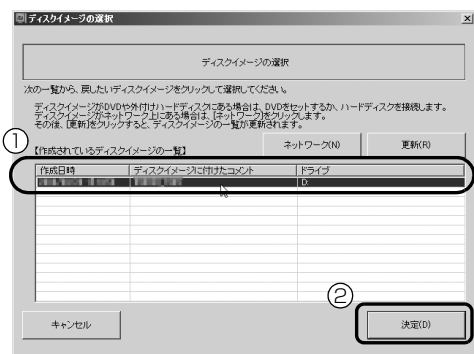 ディスクイメージの選択
ディスクイメージの選択
次の一覧から、戻したいディスクイメージをクリックして選択してください。
ディスクイメージがDVDや外付けハードディスクにある場合は、DVDをセットするか、ハードディスクを接続します。
ディスクイメージがネットワーク上にある場合は、[ネットワーク]をクリックします。
その後、[更新]をクリックすると、ディスクイメージの一覧が更新されます。
①
【作成されているディスクイメージの一覧】
ネットワーク(N)
更新(R)
作成日時 ディスクイメージに付けたコメント ドライブ
D:
②
キャンセル
決定(D)